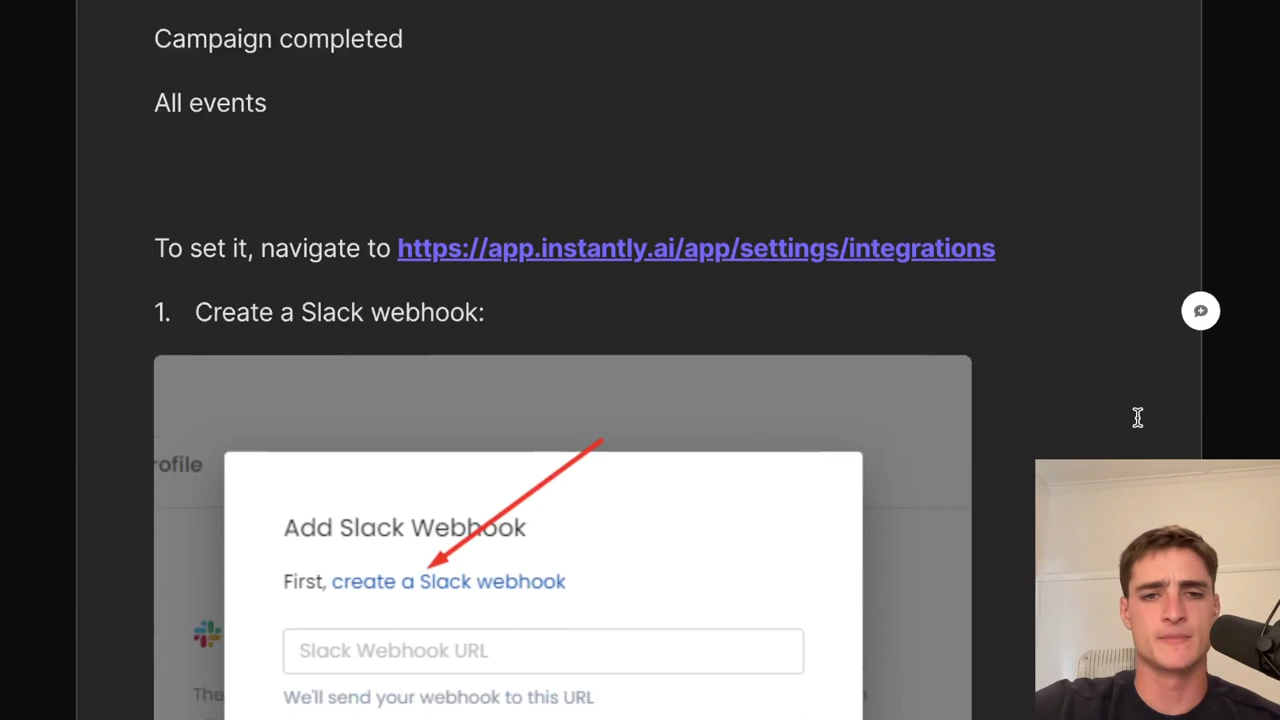 Campaign completed
All events
To set it, navigate to https://app.instantly.ai/app/settings/integrations
1. Create a Slack webhook:
rofile
Add Slack Webhook
First, create a Slack webhook
Slack Webhook URL
The
We'll send your webhook to this URL